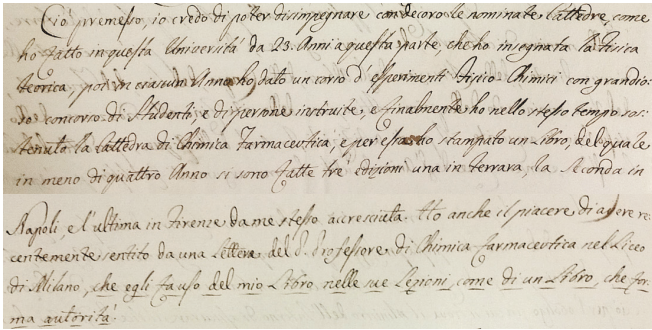 Ciò premesso, io credo di potter disimpegnare con decoro le nominate Cattedre, come
ho fatto in questa Università da 23. Anni a questa parte, che ho insegnata la Fisica
teorica, poi in ciascun Anno ho dato un corso d'esperimenti Fisico-Chimici con grandio-
so concorso di Studenti, e di persone instruite, e finalmente ho nello stesso tempo sos-
tenuta la Cattedra di Chimica Farmaceutica, e per essa ho stampato un Libro, del quale
in meno di quattro Anno si sono fatte tre edizioni una in Ferrara, la Seconda in
Napoli, e l'ultima in Firenze da me stesso accresciuta. Ho anche il piacere di avere re-
centemente sentito da una Lettera del S. Professore di Chimica farmaceutica nel Liceo
di Milano, che egli fa uso del mio Libro nelle sue Lezioni, come di un Libro, che for-
ma autorità.